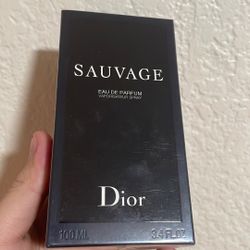 SAUVAGE
EAU DE PARFUM
VAPORISATEUR SPRAY
Dior
100 ML 3.4 FL.OZ